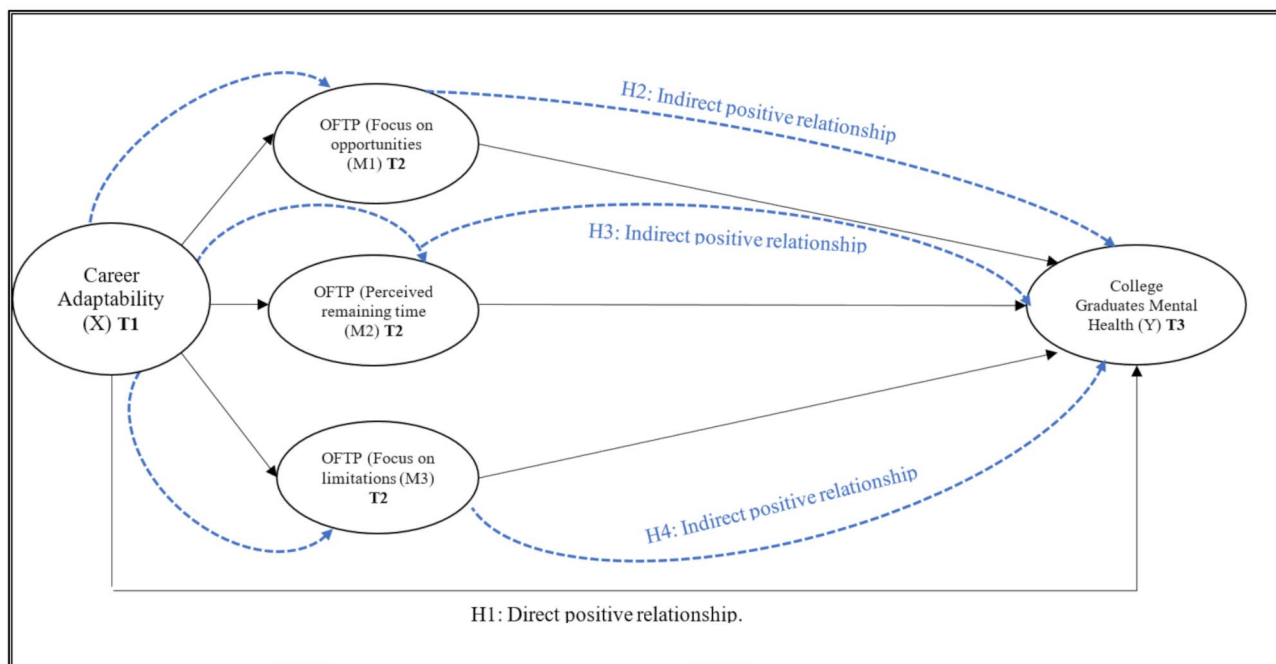 H2: Indirect positive relationship
OFTP (Focus on
opportunities
(M1) T2
H3: Indirect positive relationship
Career
Adaptability
(X) T1
OFTP (Perceived
remaining time
(M2) T2
College
Graduates Mental
Health (Y) T3
OFTP (Focus on
limitations (M3)
T2
H4: Indirect positive relationship
H1: Direct positive relationship.